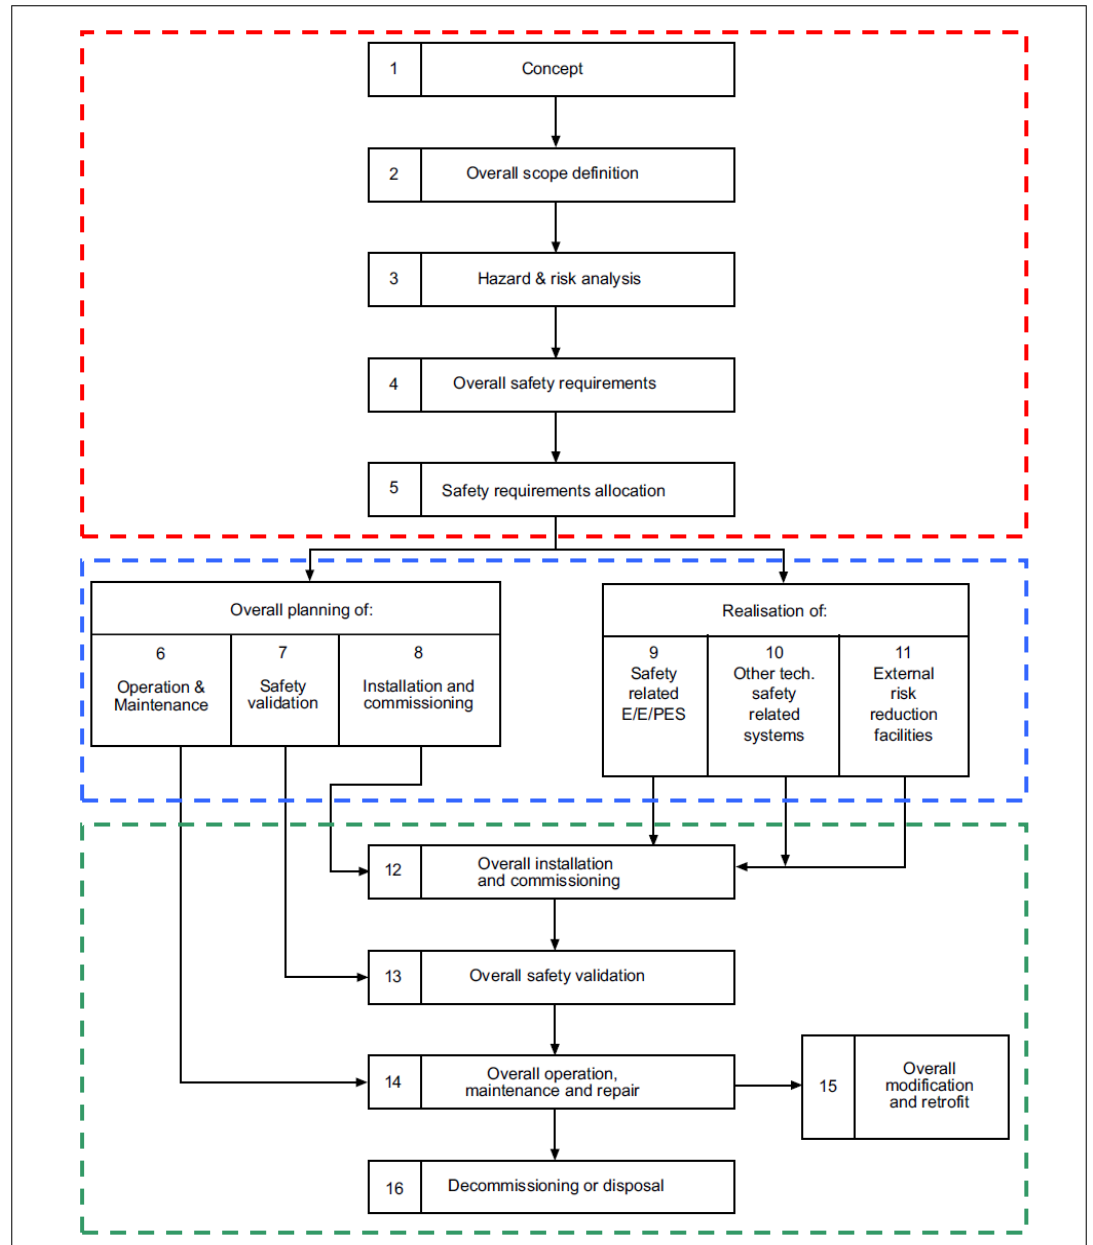 1
Concept
2
Overall scope definition
3
Hazard & risk analysis
4
Overall safety requirements
5
Safety requirements allocation
Overall planning of:
6
Operation &
Maintenance
7
Safety
validation
8
Installation and
commissioning
Realisation of:
9
Safety
related
E/E/PES
10
Other tech.
safety
related
systems
11
External
risk
reduction
facilities
12
Overall installation
and commissioning
13
Overall safety validation
14
Overall operation,
maintenance and repair
15
Overall
modification
and retrofit
16
Decommissioning or disposal